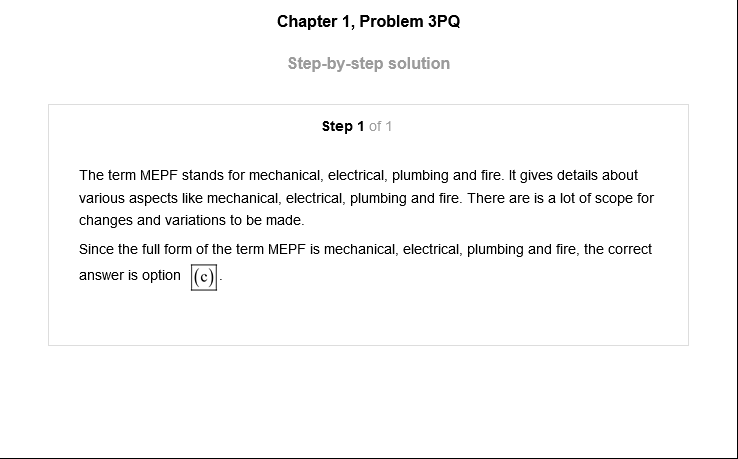 Chapter 1, Problem 3PQ
Step-by-step solution
Step 1 of 1
The term MEPF stands for mechanical, electrical, plumbing and fire. It gives details about
various aspects like mechanical, electrical, plumbing and fire. There are is a lot of scope for
changes and variations to be made.
Since the full form of the term MEPF is mechanical, electrical, plumbing and fire, the correct
answer is option (c).